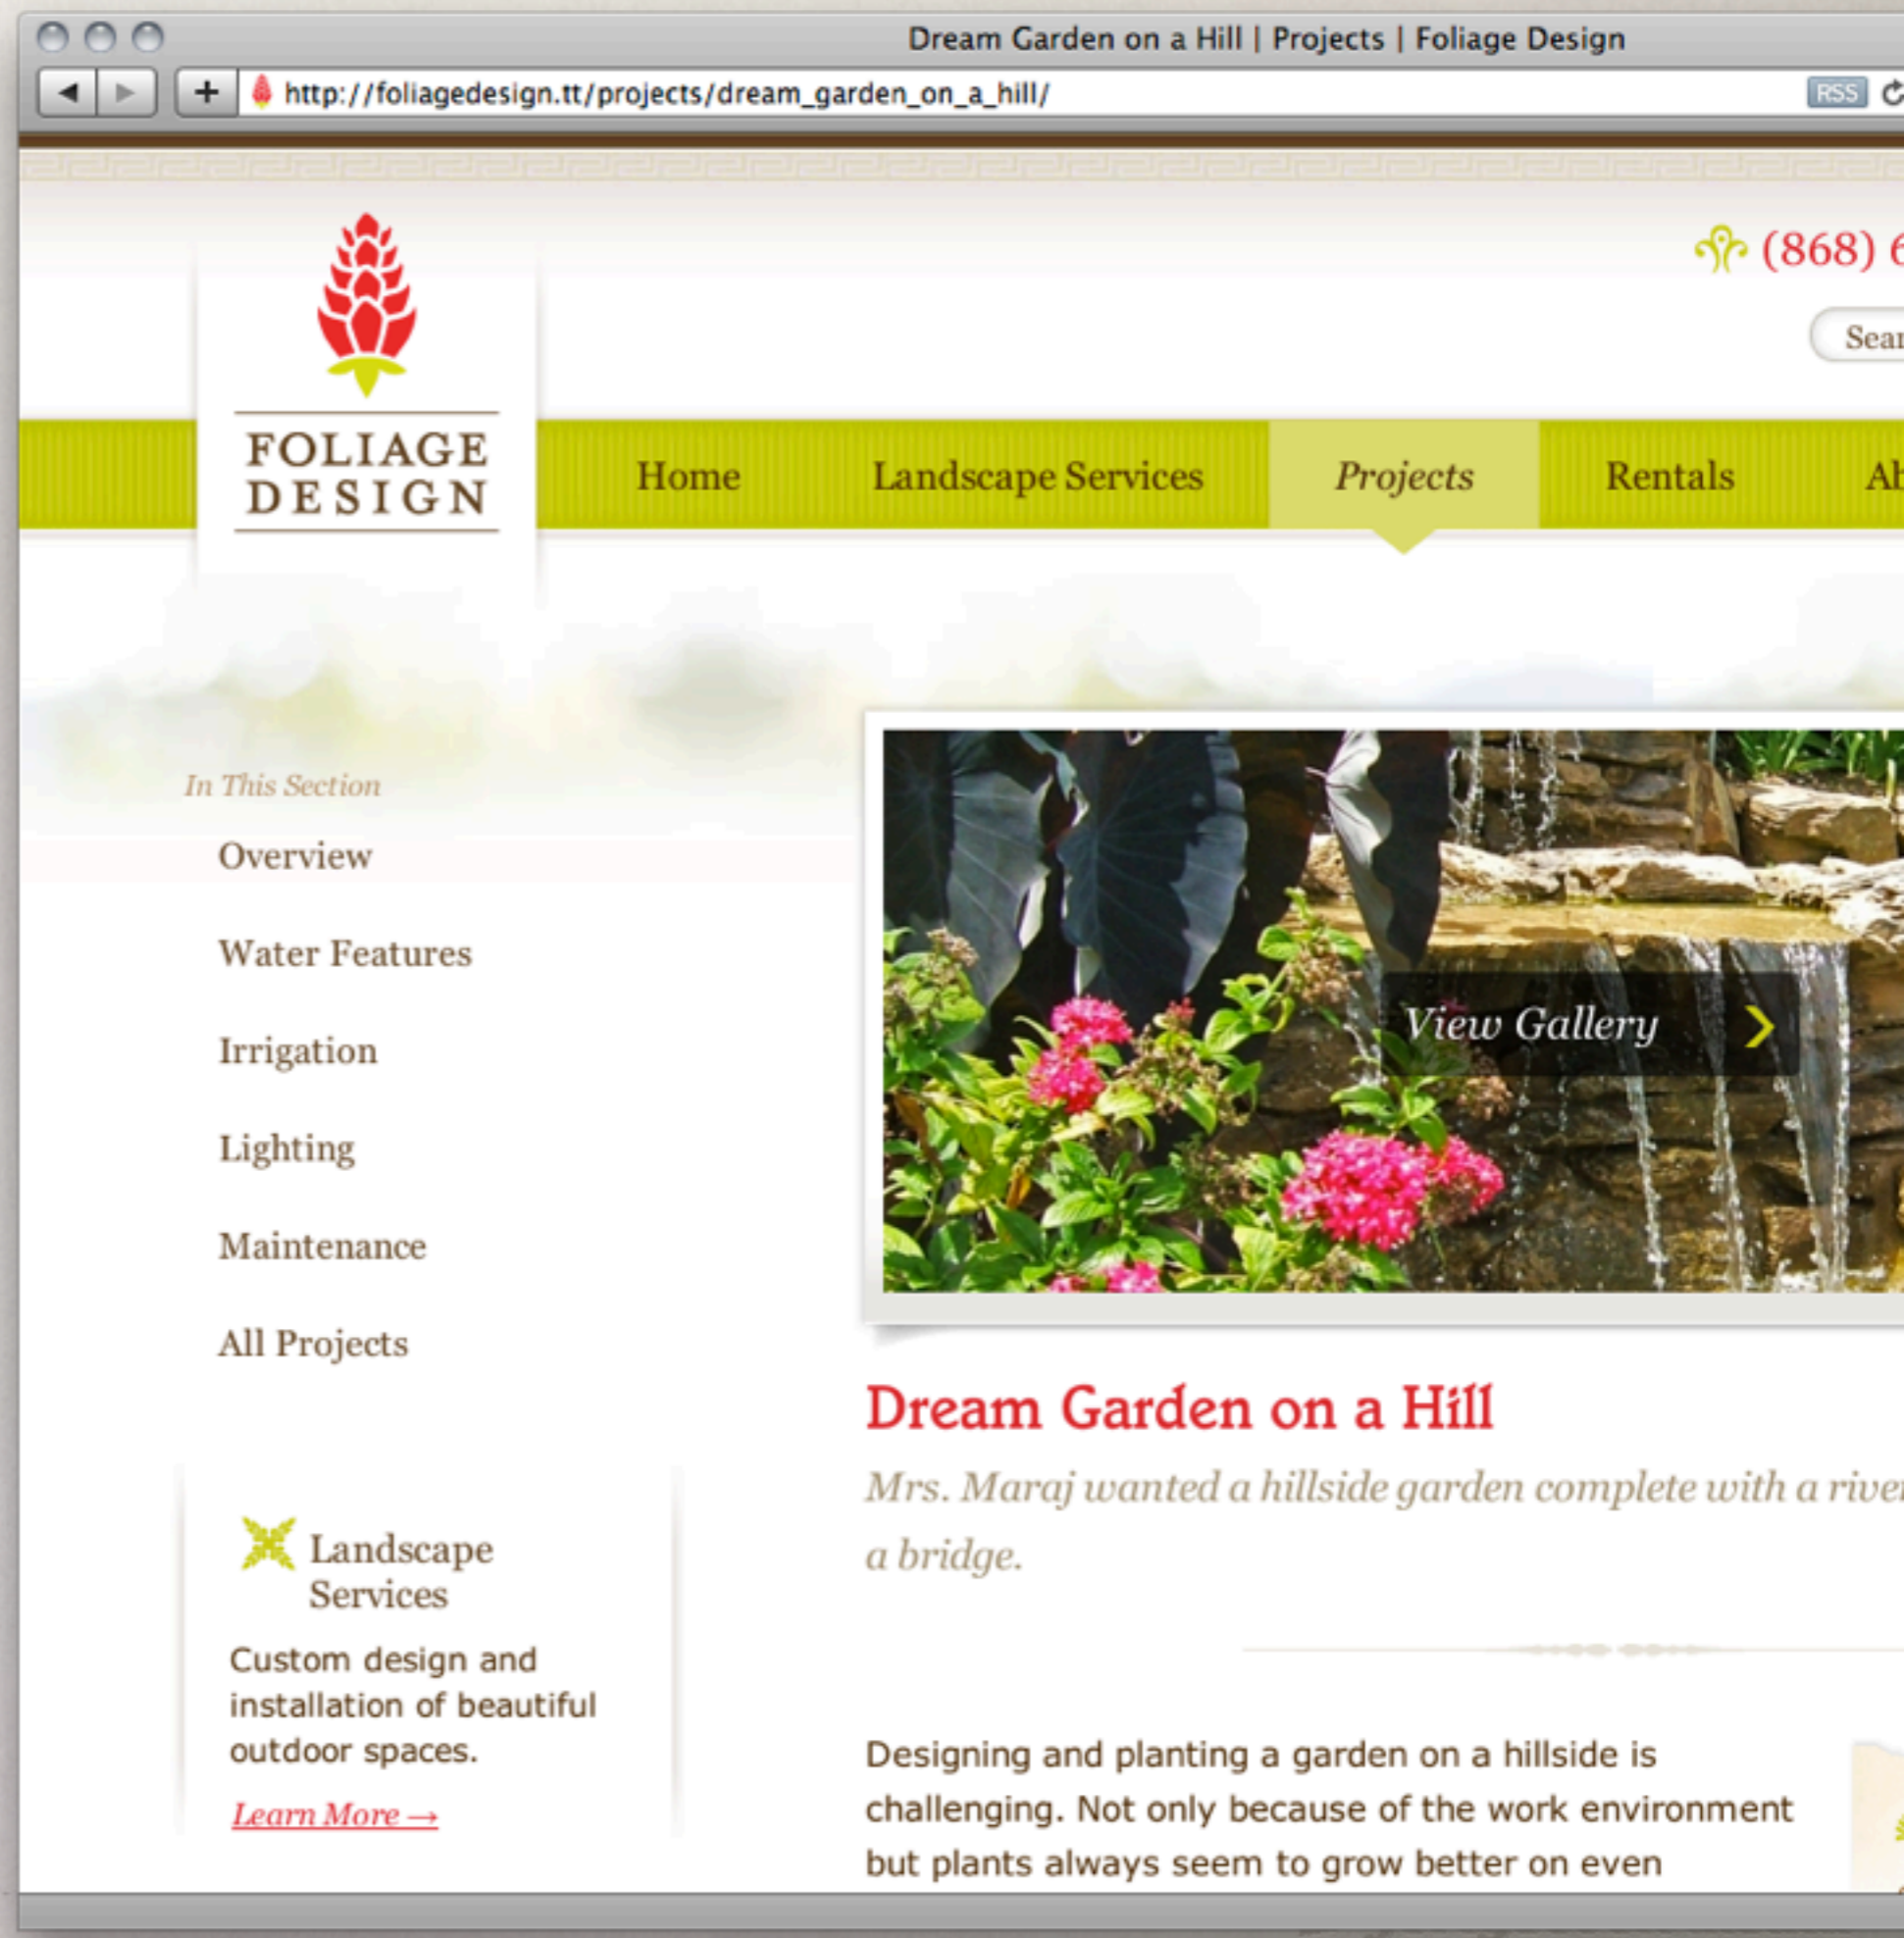 Dream Garden on a Hill | Projects | Foliage Design
http://foliagedesign.tt/projects/dream_garden_on_a_hill/
RSS
(868)
FOLIAGE
DESIGN
Home
Landscape Services
Projects
Rentals
In This Section
Overview
Water Features
Irrigation
Lighting
Maintenance
All Projects
View Gallery
Dream Garden on a Hill
Mrs. Maraj wanted a hillside garden complete with a
a bridge.
Landscape
Services
Custom design and
installation of beautiful
outdoor spaces.
Learn More →
Designing and planting a garden on a hillside is
challenging. Not only because of the work environment
but plants always seem to grow better on even